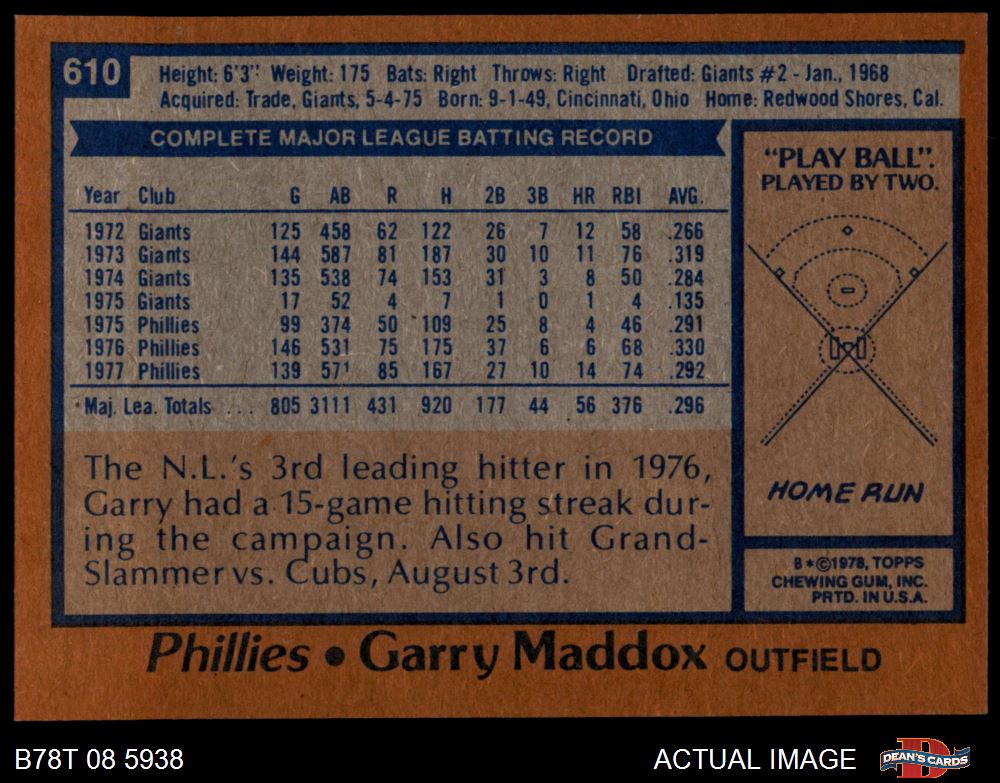 610
Height: 6'3" Weight: 175 Bats: Right Throws: Right Drafted: Giants #2 - Jan., 1968
Acquired: Trade, Giants, 5-4-75 Born: 9-1-49, Cincinnati, Ohio Home: Redwood Shores, Cal.
COMPLETE MAJOR LEAGUE BATTING RECORD
Year Club G AB R H 2B 3B HR RBI AVG.
1972 Giants 125 458 62 122 26 7 12 58 .266
1973 Giants 144 587 81 187 30 10 11 76 .319
1974 Giants 135 538 74 153 31 3 8 50 .284
1975 Giants 17 52 4 7 1 0 1 4 .135
1975 Phillies 99 374 50 109 25 8 4 46 .291
1976 Phillies 146 531 75 175 37 6 6 68 .330
1977 Phillies 139 571 85 167 27 10 14 74 .292
Maj. Lea. Totals ... 805 3111 431 920 177 44 56 376 .296
The N.L.'s 3rd leading hitter in 1976,
Garry had a 15-game hitting streak dur-
ing the campaign. Also hit Grand-
Slammer vs. Cubs, August 3rd.
"PLAY BALL".
PLAYED BY TWO.
HOME RUN
B*©1978, TOPPS
CHEWING GUM, INC.
PRTD. IN U.S.A.
Phillies • Garry Maddox OUTFIELD
B78T 08 5938
ACTUAL IMAGE
D
DEAN'S CARDS